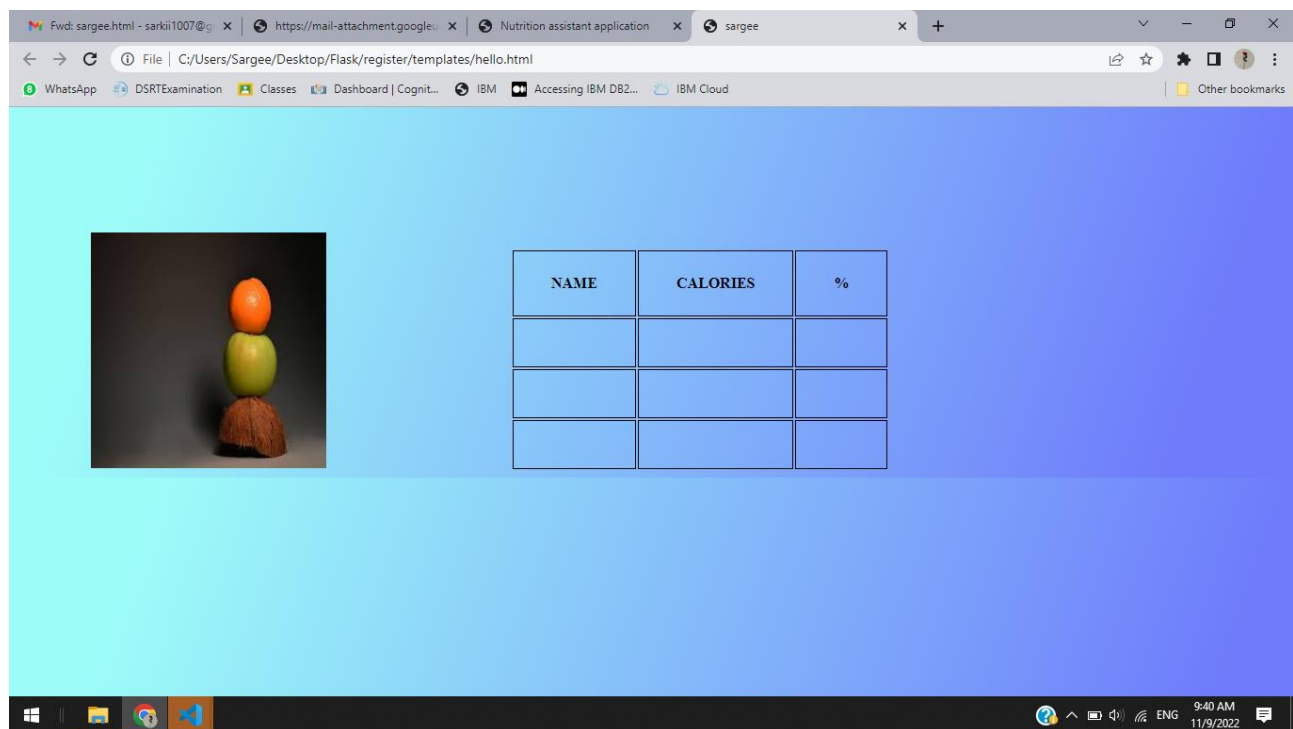 Fwd: sargee.html - sarkii1007@g
https://mail-attachment.googleu
Nutrition assistant application
sargee
File | C:/Users/Sargee/Desktop/Flask/register/templates/hello.html
WhatsApp DSRTExamination Classes Dashboard | Cognit... IBM Accessing IBM DB2... IBM Cloud Other bookmarks
NAME CALORIES %
ENG 9:40 AM
11/9/2022